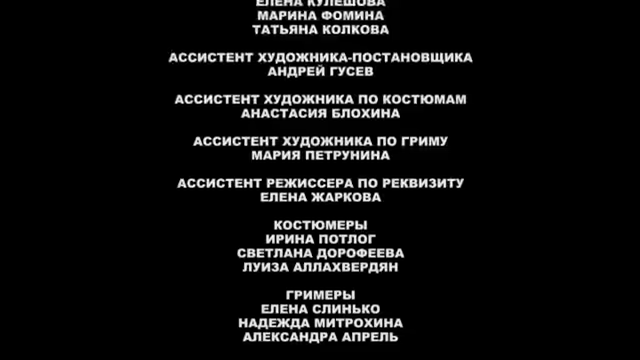 ЕЛЕНА КУЛЕШОВА
МАРИНА ФОМИНА
ТАТЬЯНА КОЛКОВА
АССИСТЕНТ ХУДОЖНИКА-ПОСТАНОВЩИКА
АНДРЕЙ ГУСЕВ
АССИСТЕНТ ХУДОЖНИКА ПО КОСТЮМАМ
АНАСТАСИЯ БЛОХИНА
АССИСТЕНТ ХУДОЖНИКА ПО ГРИМУ
МАРИЯ ПЕТРУНИНА
АССИСТЕНТ РЕЖИССЕРА ПО РЕКВИЗИТУ
ЕЛЕНА ЖАРКОВА
КОСТЮМЕРЫ
ИРИНА ПОТЛОГ
СВЕТЛАНА ДОРОФЕЕВА
ЛУИЗА АЛЛАХВЕРДЯН
ГРИМЕРЫ
ЕЛЕНА СЛИНЬКО
НАДЕЖДА МИТРОХИНА
АЛЕКСАНДРА АПРЕЛЬ